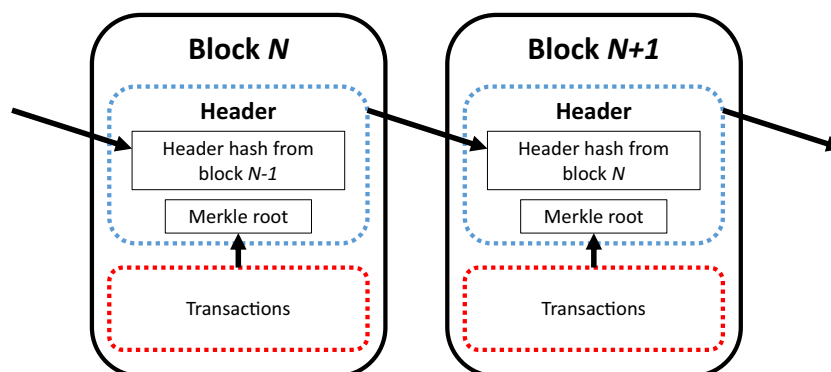 Block N
Header
Header hash from
block N-1
Merkle root
Transactions
Block N+1
Header
Header hash from
block N
Merkle root
Transactions